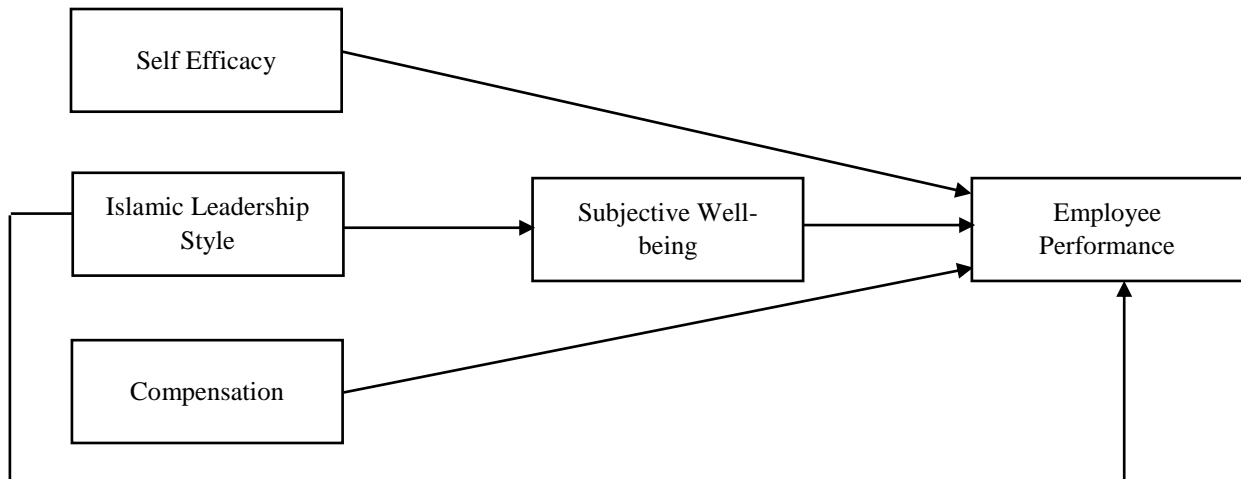 Self Efficacy
Islamic Leadership
Style
Subjective Well-
being
Employee
Performance
Compensation